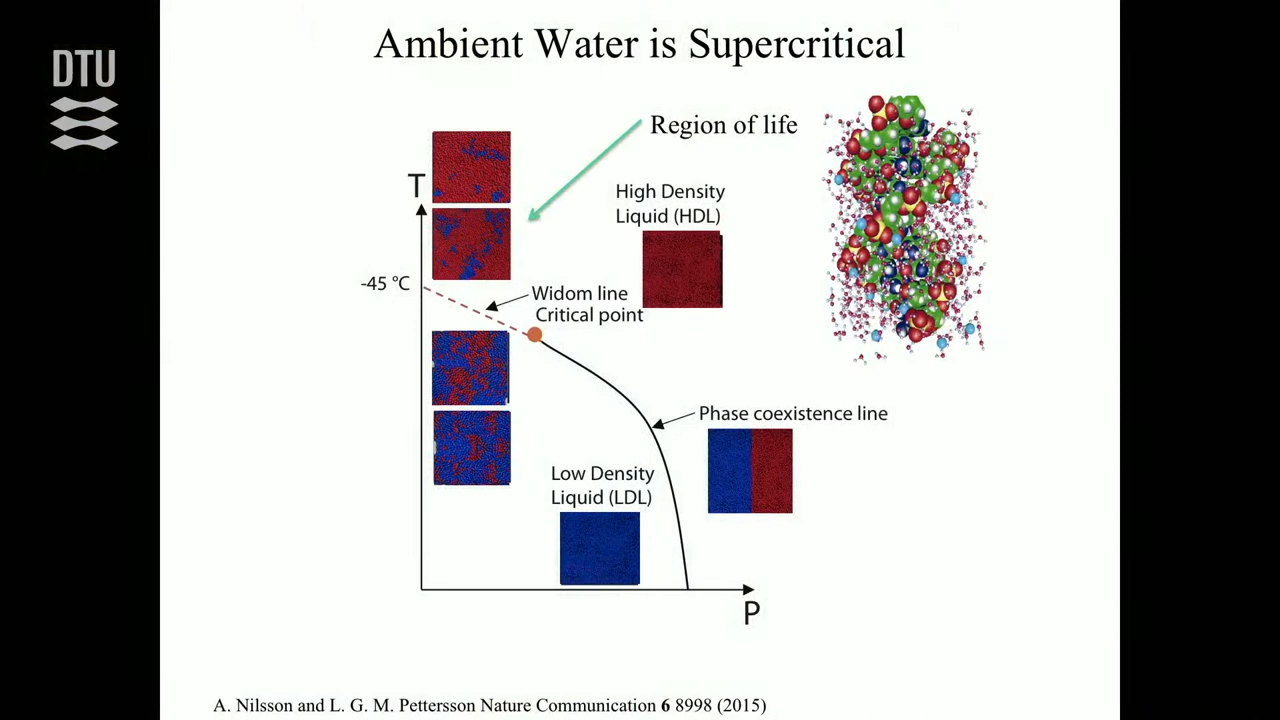 Ambient Water is Supercritical
DTU
Region of life
T
High Density
Liquid (HDL)
-45 °C
Widom line
Critical point
Phase coexistence line
Low Density
Liquid (LDL)
P
A. Nilsson and L. G. M. Pettersson Nature Communication 6 8998 (2015)